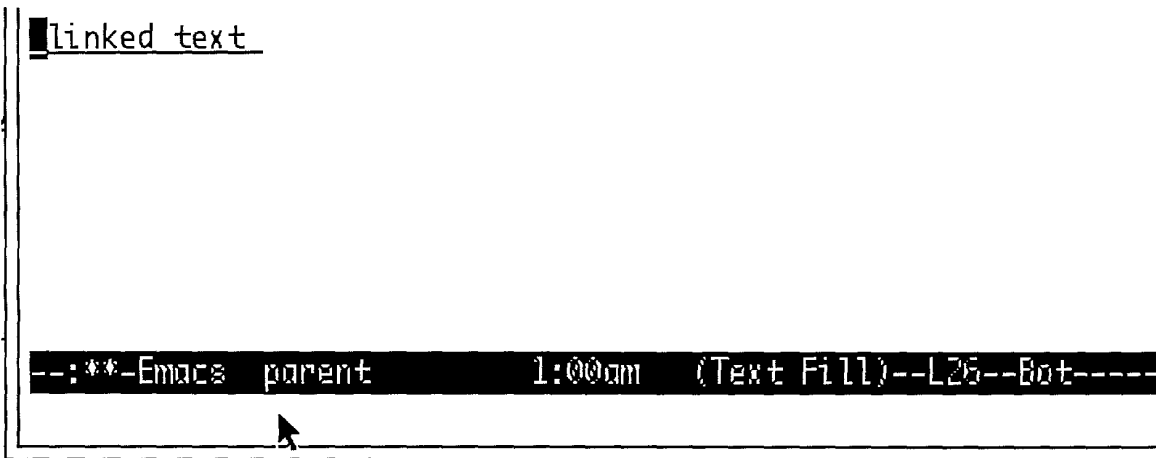 linked text
--:**-Emacs parent 1:00am (Text Fill)--L26--Bot-----